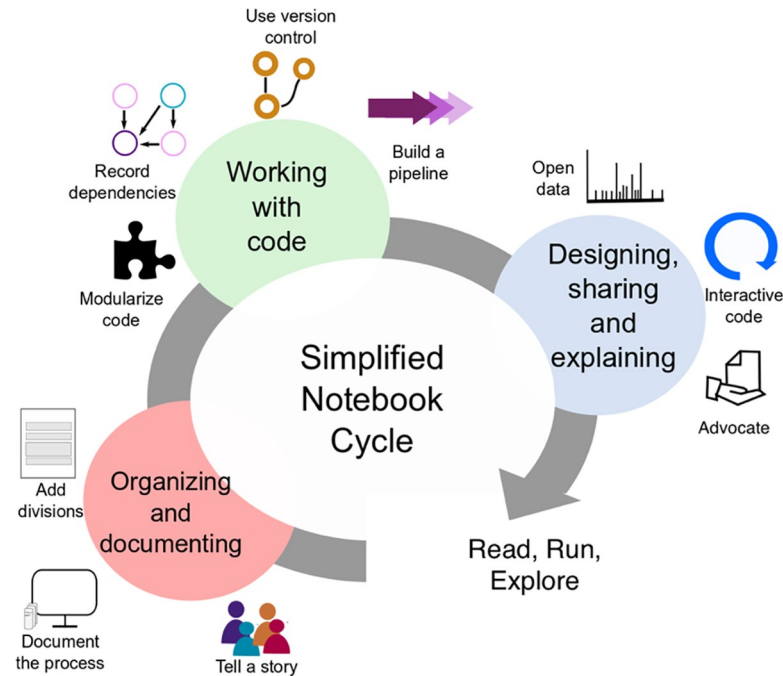 Use version
control
Record
dependencies
Working
with
code
Build a
pipeline
Modularize
code
Open
data
Designing,
sharing
and
explaining
Interactive
code
Advocate
Simplified
Notebook
Cycle
Add
divisions
Organizing
and
documenting
Document
the process
Tell a story
Read, Run,
Explore